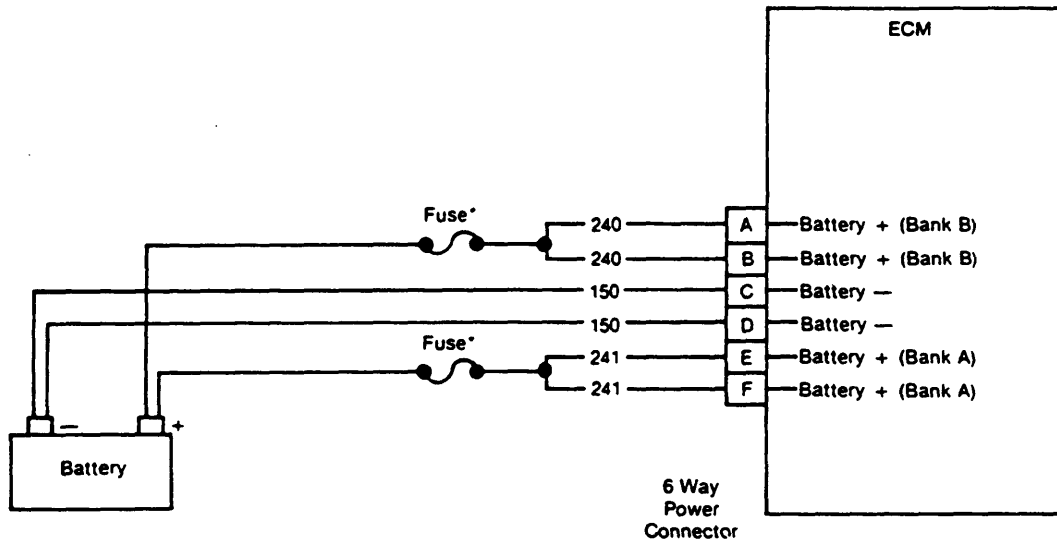 ECM
Fuse*
240 A Battery + (Bank B)
240 B Battery + (Bank B)
150 C Battery —
150 D Battery —
Fuse*
241 E Battery + (Bank A)
241 F Battery + (Bank A)
— +
Battery
6 Way
Power
Connector